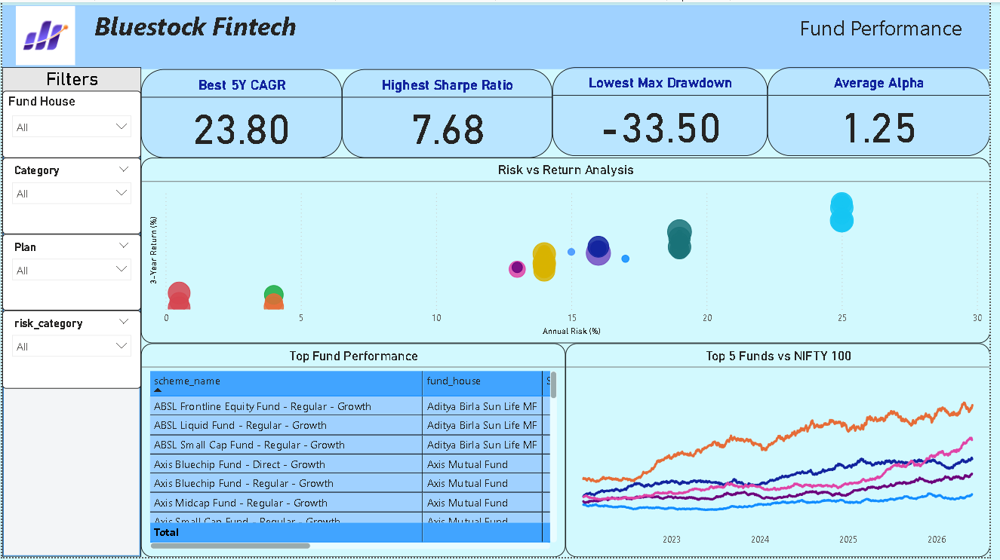 Bluestock Fintech
Fund Performance
Filters
Fund House
All
Category
All
Plan
All
risk_category
All
Best 5Y CAGR
23.80
Highest Sharpe Ratio
7.68
Lowest Max Drawdown
-33.50
Average Alpha
1.25
Risk vs Return Analysis
3-Year Return (%)
0 5 10 15 20 25 30
Annual Risk (%)
Top Fund Performance
scheme_name fund_house S
ABSL Frontline Equity Fund - Regular - Growth Aditya Birla Sun Life MF
ABSL Liquid Fund - Regular - Growth Aditya Birla Sun Life MF
ABSL Small Cap Fund - Regular - Growth Aditya Birla Sun Life MF
Axis Bluechip Fund - Direct - Growth Axis Mutual Fund
Axis Bluechip Fund - Regular - Growth Axis Mutual Fund
Axis Midcap Fund - Regular - Growth Axis Mutual Fund
Axis Small Cap Fund - Regular - Growth Axis Mutual Fund
Total
Top 5 Funds vs NIFTY 100
2023 2024 2025 2026